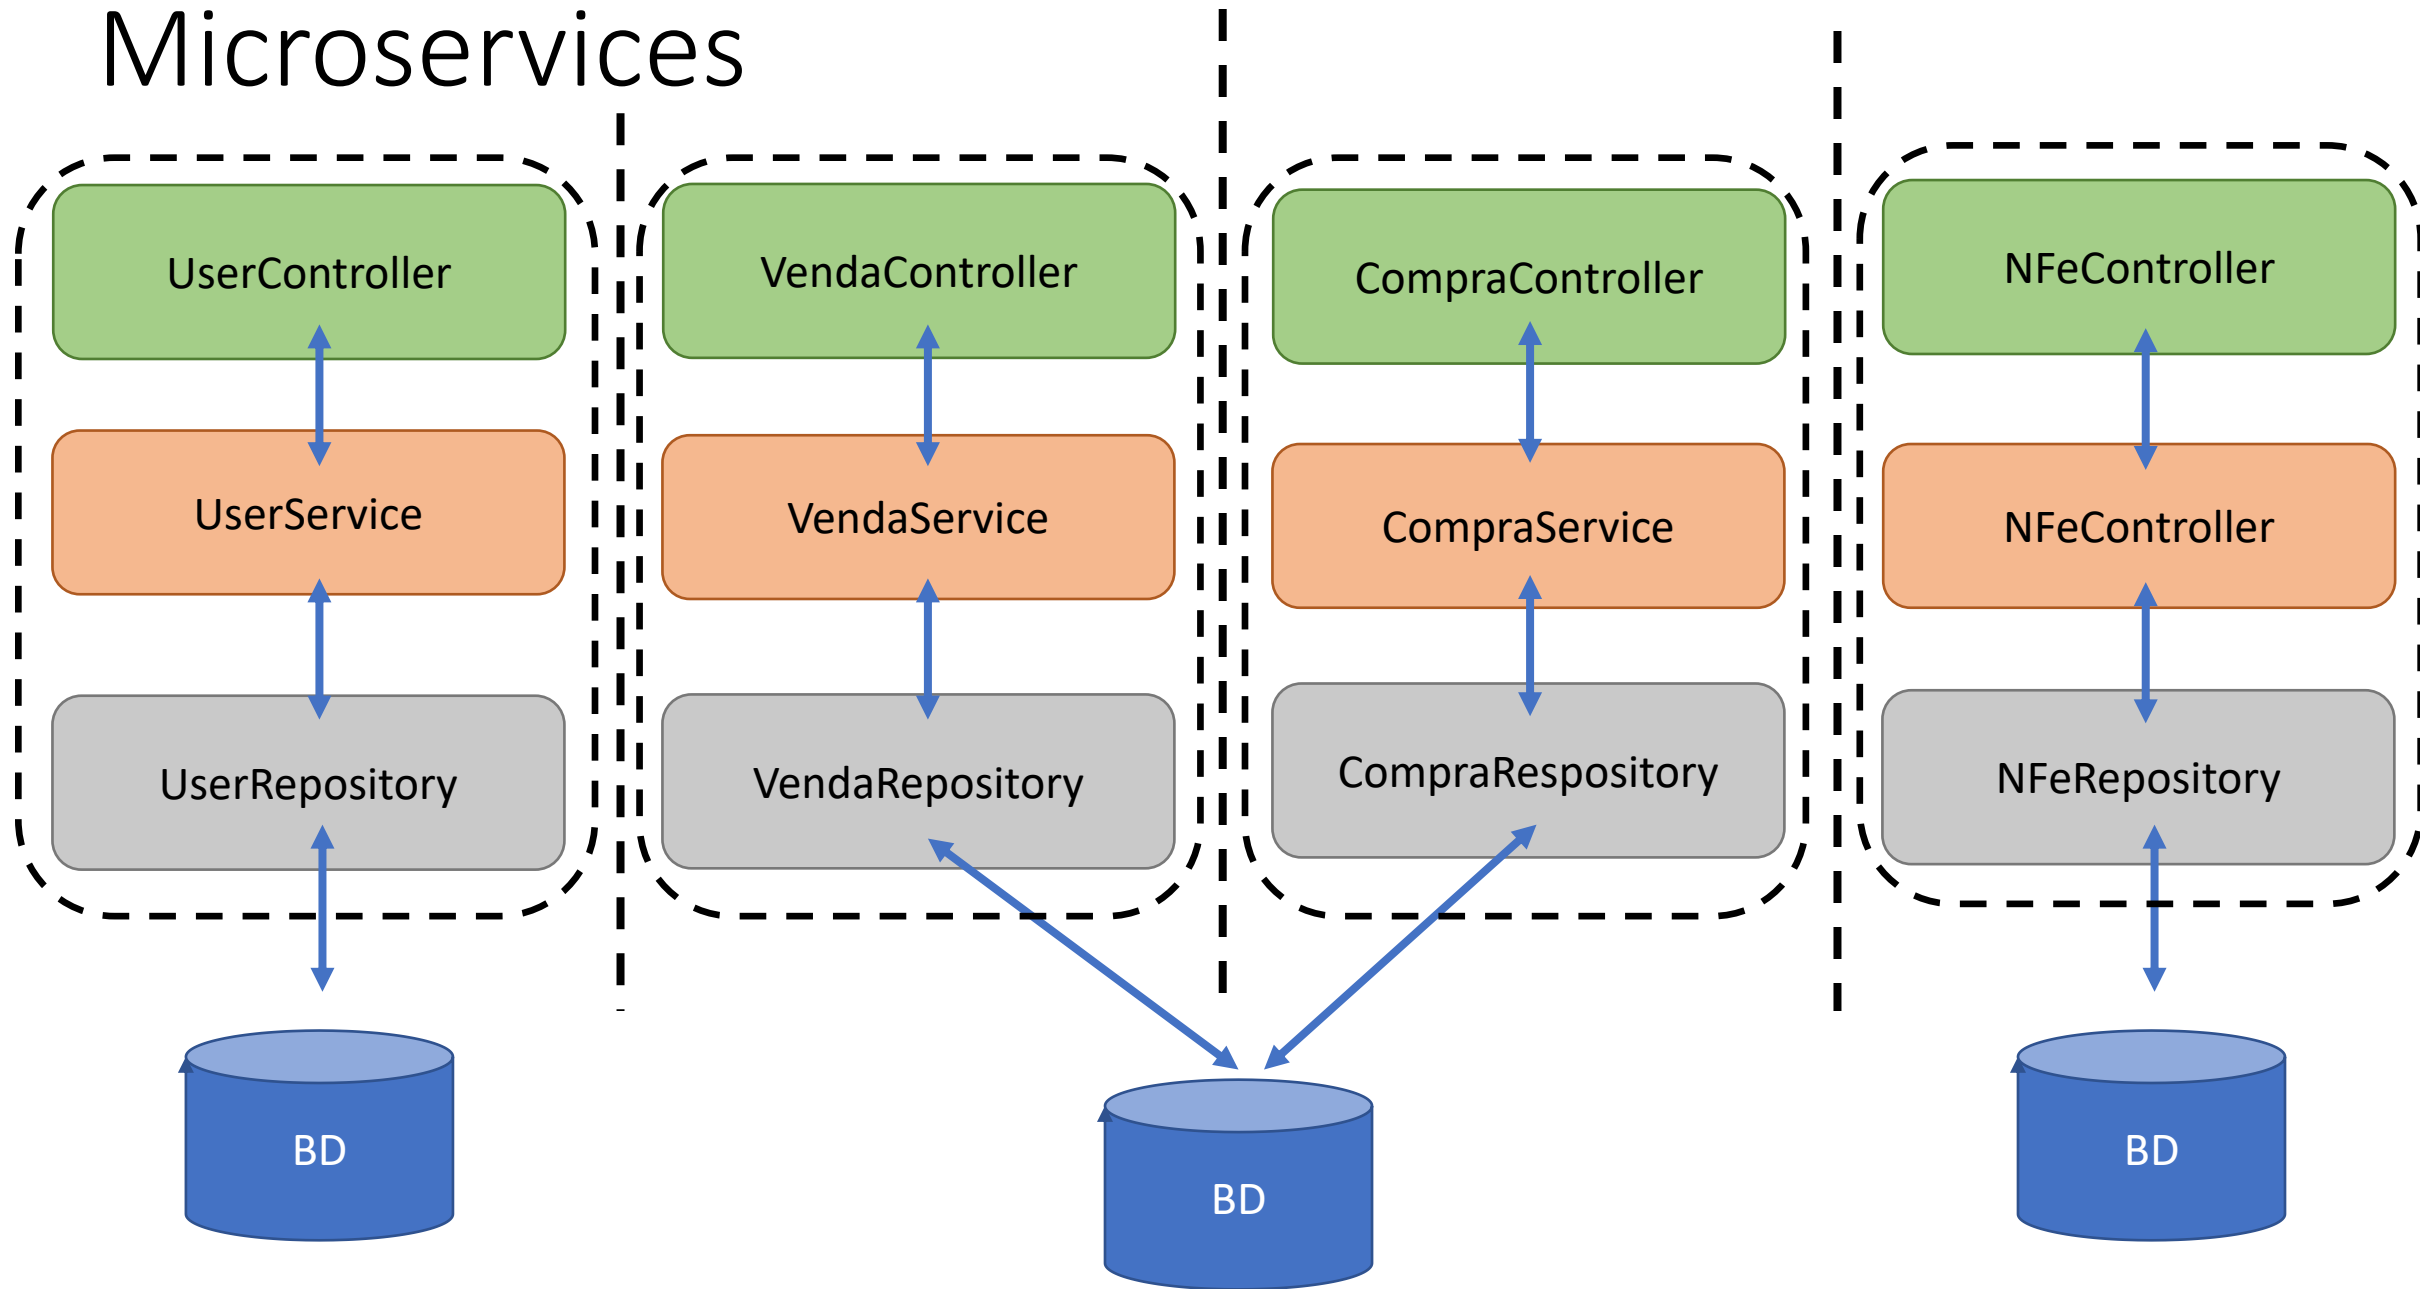 Microservices
UserController
VendaController
CompraController
NFeController
UserService
VendaService
CompraService
NFeController
UserRepository
VendaRepository
CompraRespository
NFeRepository
BD
BD
BD